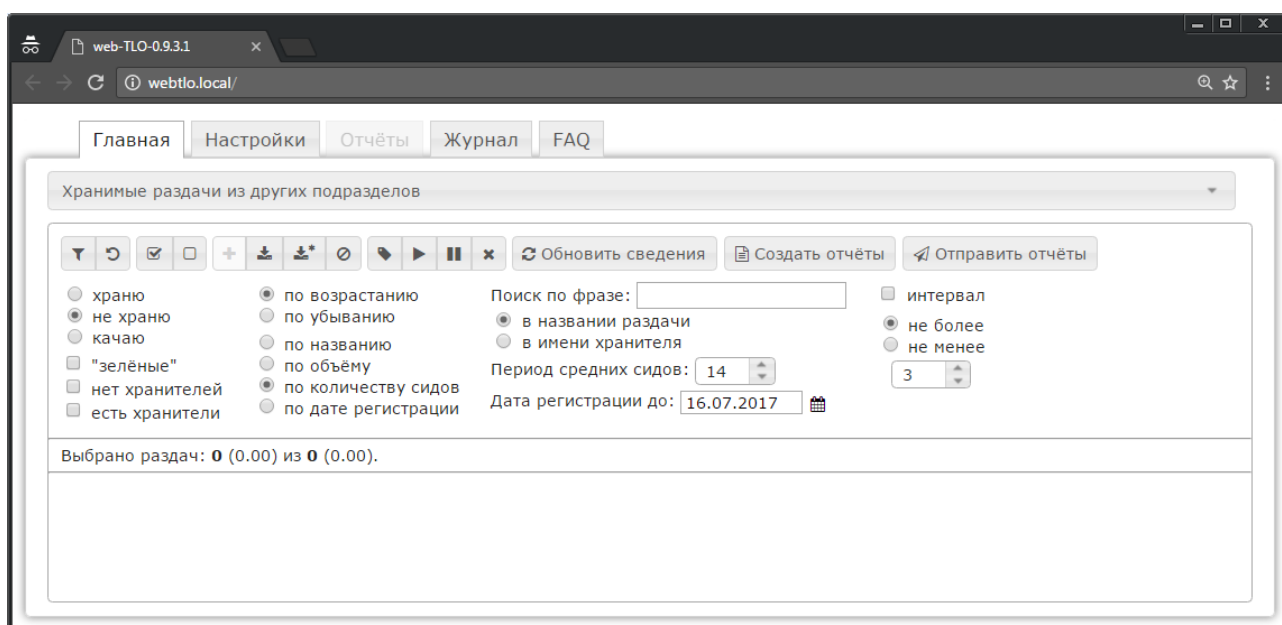 web-TLO-0.9.3.1
webtlo.local/
Главная Настройки Отчёты Журнал FAQ
Хранимые раздачи из других подразделов
Обновить сведения Создать отчёты Отправить отчёты
храню по возрастанию Поиск по фразе: интервал
не храню по убыванию в названии раздачи не более
качаю по названию в имени хранителя не менее
"зелёные" по объёму Период средних сидов: 14 3
нет хранителей по количеству сидов
есть хранители по дате регистрации Дата регистрации до: 16.07.2017
Выбрано раздач: 0 (0.00) из 0 (0.00).